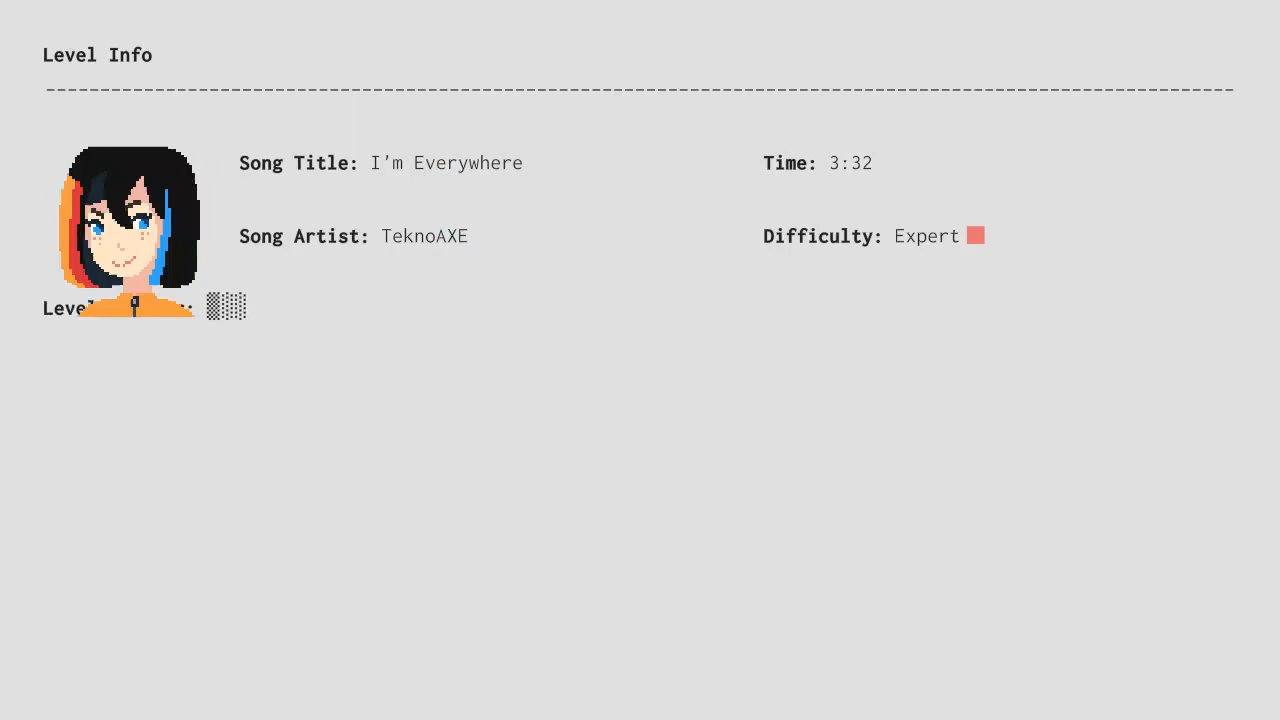 Level Info
Song Title: I'm Everywhere
Time: 3:32
Song Artist: TeknoAXE
Difficulty: Expert